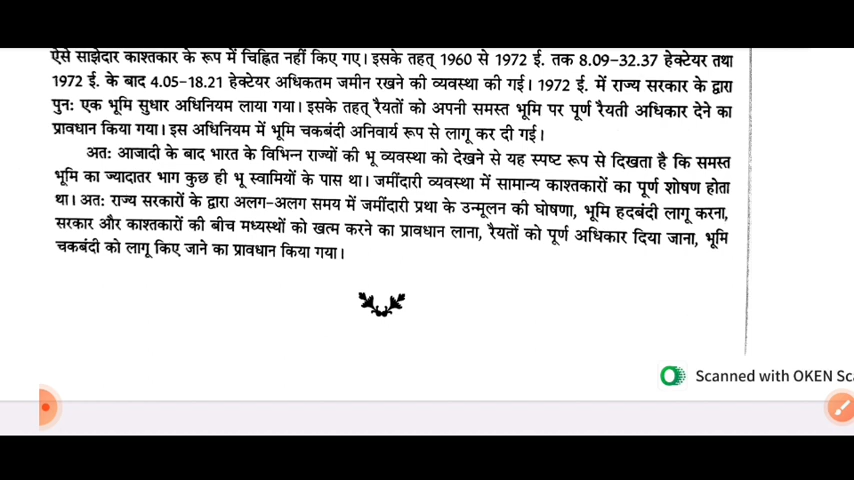 ऐसे साझेदार काश्तकार के रूप में चिह्नित नहीं किए गए। इसके तहत् 1960 से 1972 ई. तक 8.09–32.37 हेक्टेयर तथा
1972 ई. के बाद 4.05–18.21 हेक्टेयर अधिकतम जमीन रखने की व्यवस्था की गई। 1972 ई. में राज्य सरकार के द्वारा
पुन: एक भूमि सुधार अधिनियम लाया गया। इसके तहत् रैयतों को अपनी समस्त भूमि पर पूर्ण रैयती अधिकार देने का
प्रावधान किया गया। इस अधिनियम में भूमि चकबंदी अनिवार्य रूप से लागू कर दी गई।
अत: आजादी के बाद भारत के विभिन्न राज्यों की भू व्यवस्था को देखने से यह स्पष्ट रूप से दिखता है कि समस्त
भूमि का ज्यादातर भाग कुछ ही भू स्वामियों के पास था। जमींदारी व्यवस्था में सामान्य काश्तकारों का पूर्ण शोषण होता
था। अत: राज्य सरकारों के द्वारा अलग-अलग समय में जमींदारी प्रथा के उन्मूलन की घोषणा, भूमि हदबंदी लागू करना,
सरकार और काश्तकारों की बीच मध्यस्थों को खत्म करने का प्रावधान लाना, रैयतों को पूर्ण अधिकार दिया जाना, भूमि
चकबंदी को लागू किए जाने का प्रावधान किया गया।
Scanned with OKEN Sc